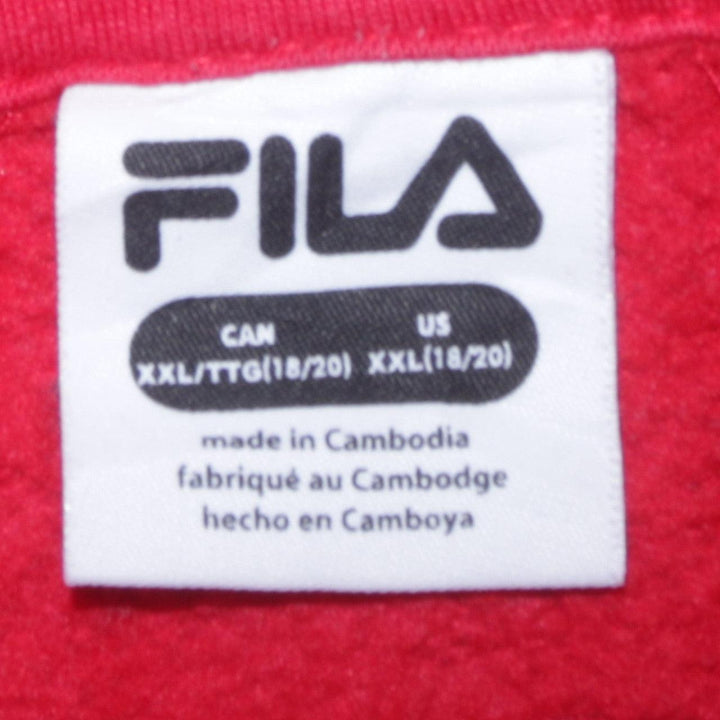 FILA
CAN US
XXL/TTG(18/20) XXL(18/20)
made in Cambodia
fabriqué au Cambodge
hecho en Camboya